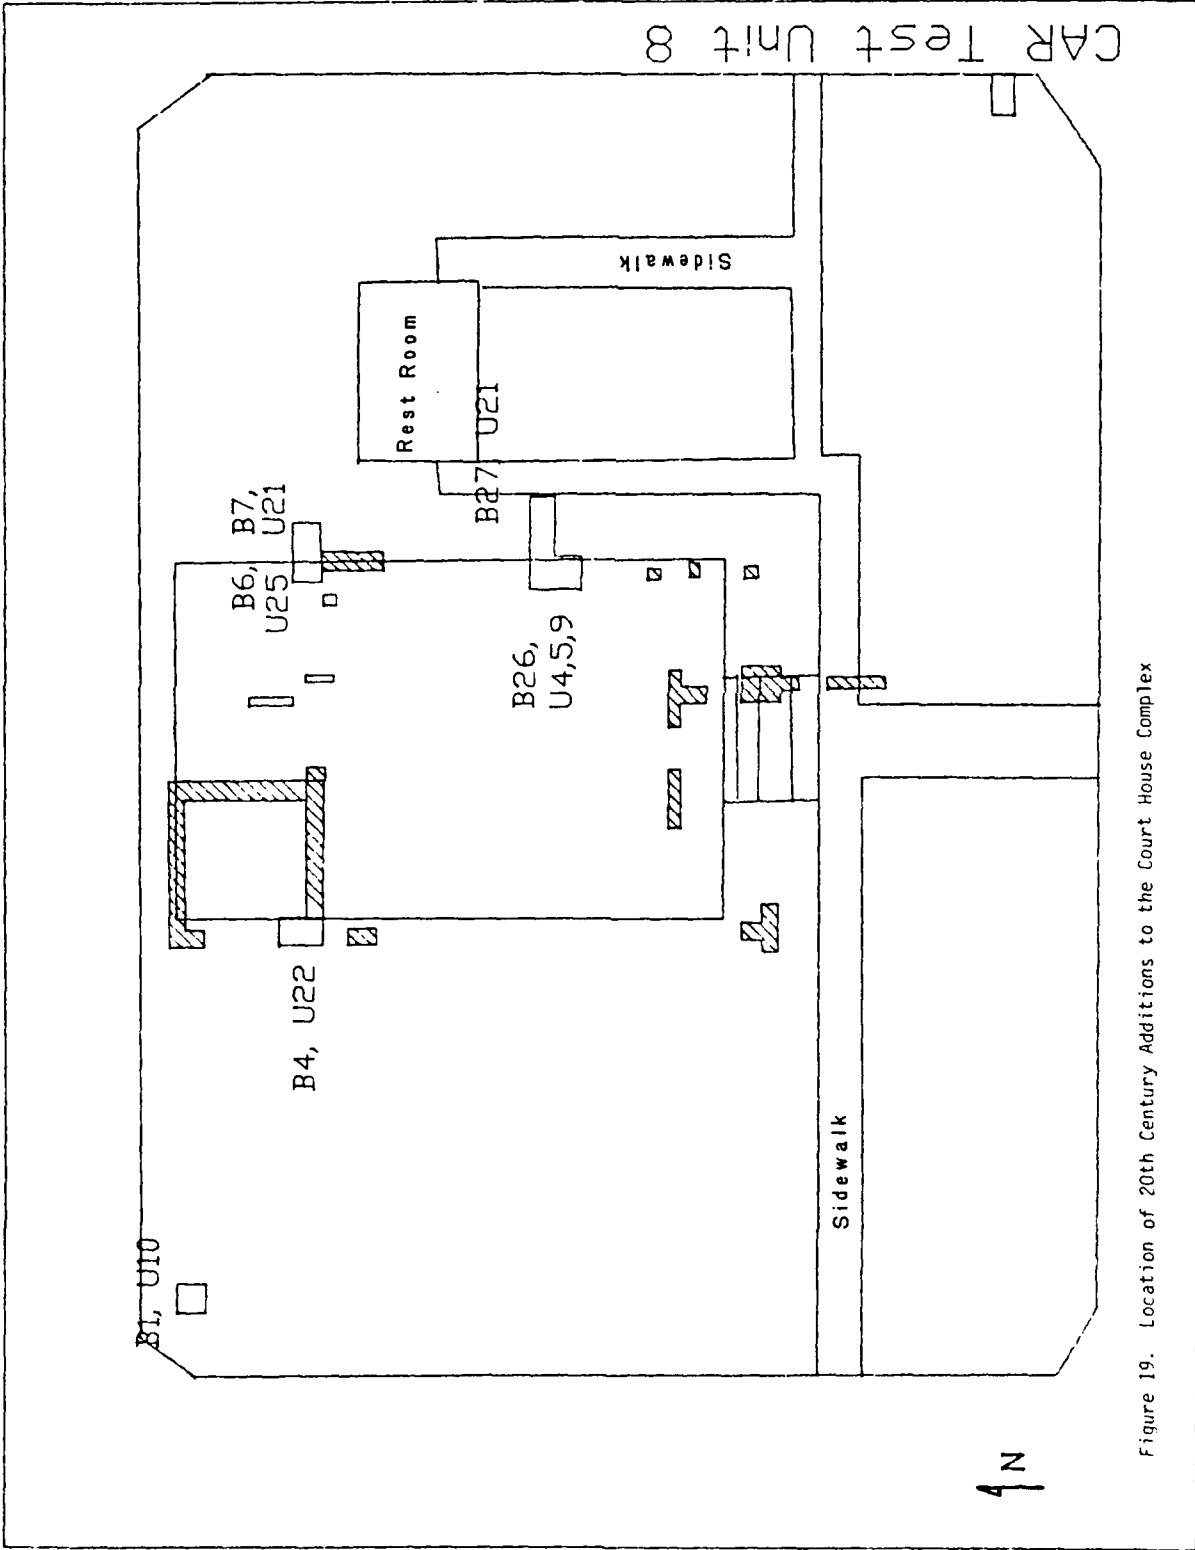 CAR Test Unit 8
Sidewalk
Rest Room
B27 U21
B6, B7,
U25 U21
B26,
U4,5,9
B4, U22
Sidewalk
B1, U10
N
Figure 19. Location of 20th Century Additions to the Court House Complex